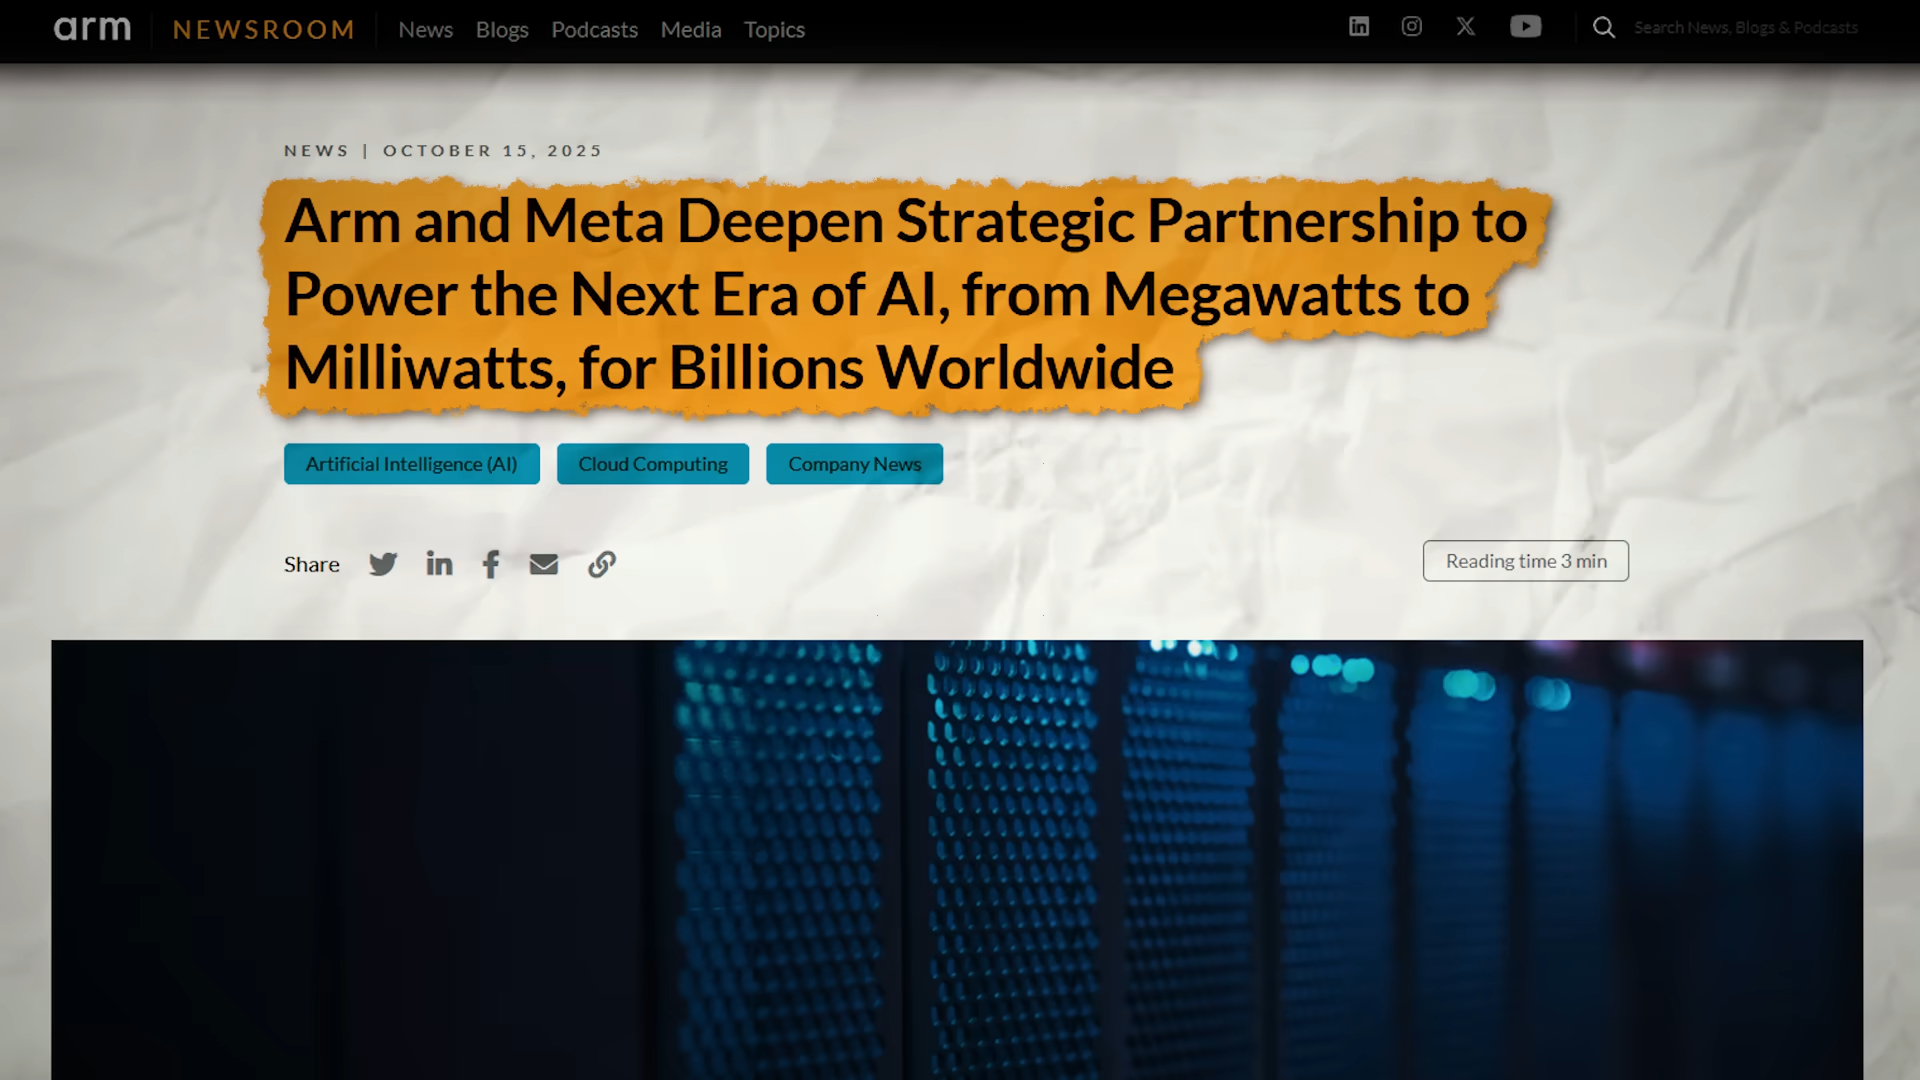 arm NEWSROOM News Blogs Podcasts Media Topics Search News, Blogs & Podcasts
NEWS | OCTOBER 15, 2025
Arm and Meta Deepen Strategic Partnership to
Power the Next Era of AI, from Megawatts to
Milliwatts, for Billions Worldwide
Artificial Intelligence (AI) Cloud Computing Company News
Share Reading time 3 min